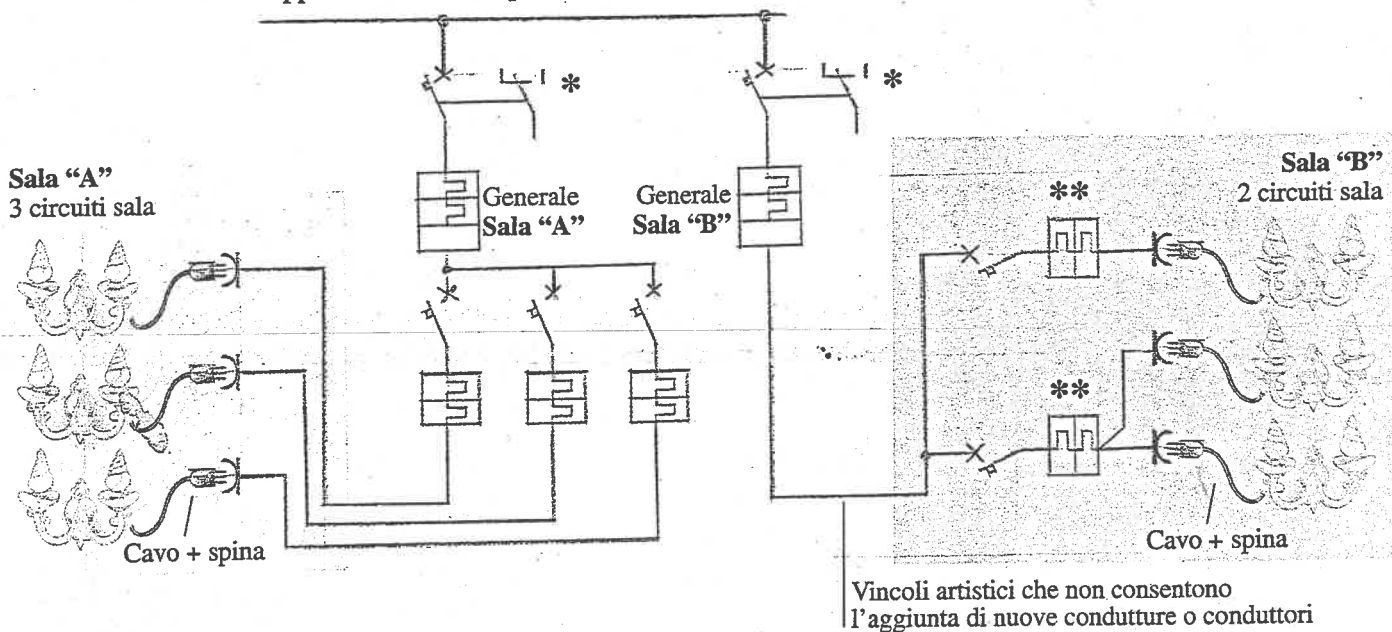 *
*
Sala “A”
3 circuiti sala
Generale
Sala “A”
Generale
Sala “B”
**
Sala “B”
2 circuiti sala
**
Cavo + spina
Cavo + spina
Vincoli artistici che non consentono
l’aggiunta di nuove condutture o conduttori